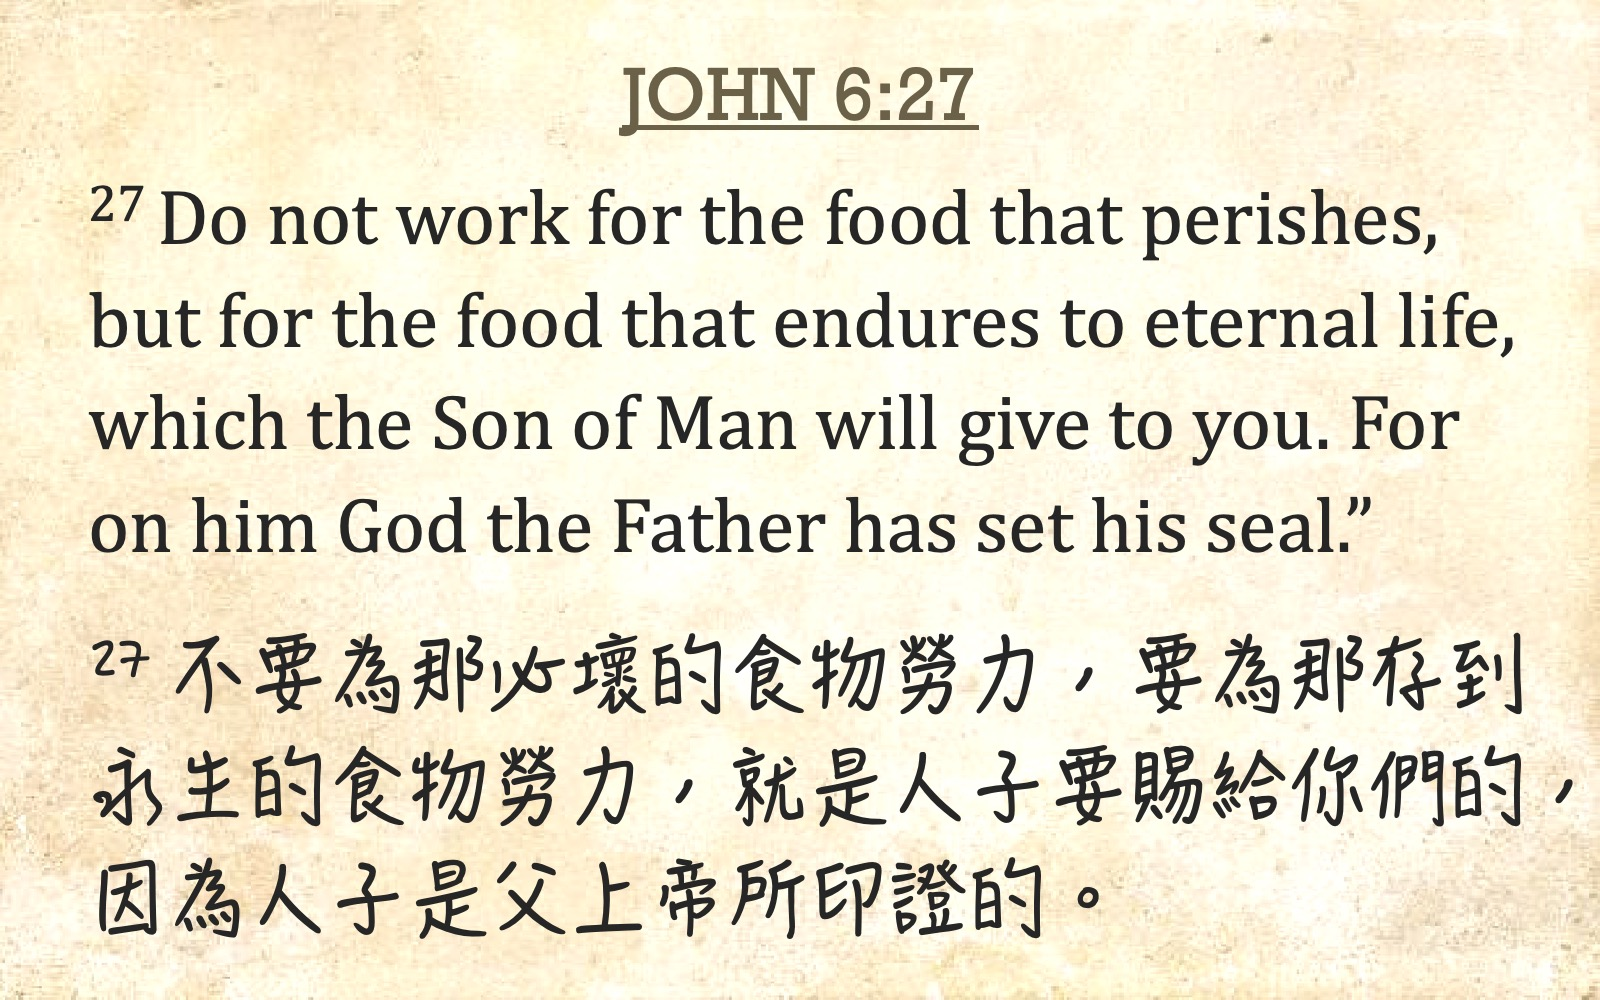 JOHN 6:27
27 Do not work for the food that perishes,
but for the food that endures to eternal life,
which the Son of Man will give to you. For
on him God the Father has set his seal.”
27 不要為那必壞的食物勞力，要為那存到
永生的食物勞力，就是人子要賜給你們的，
因為人子是父上帝所印證的。